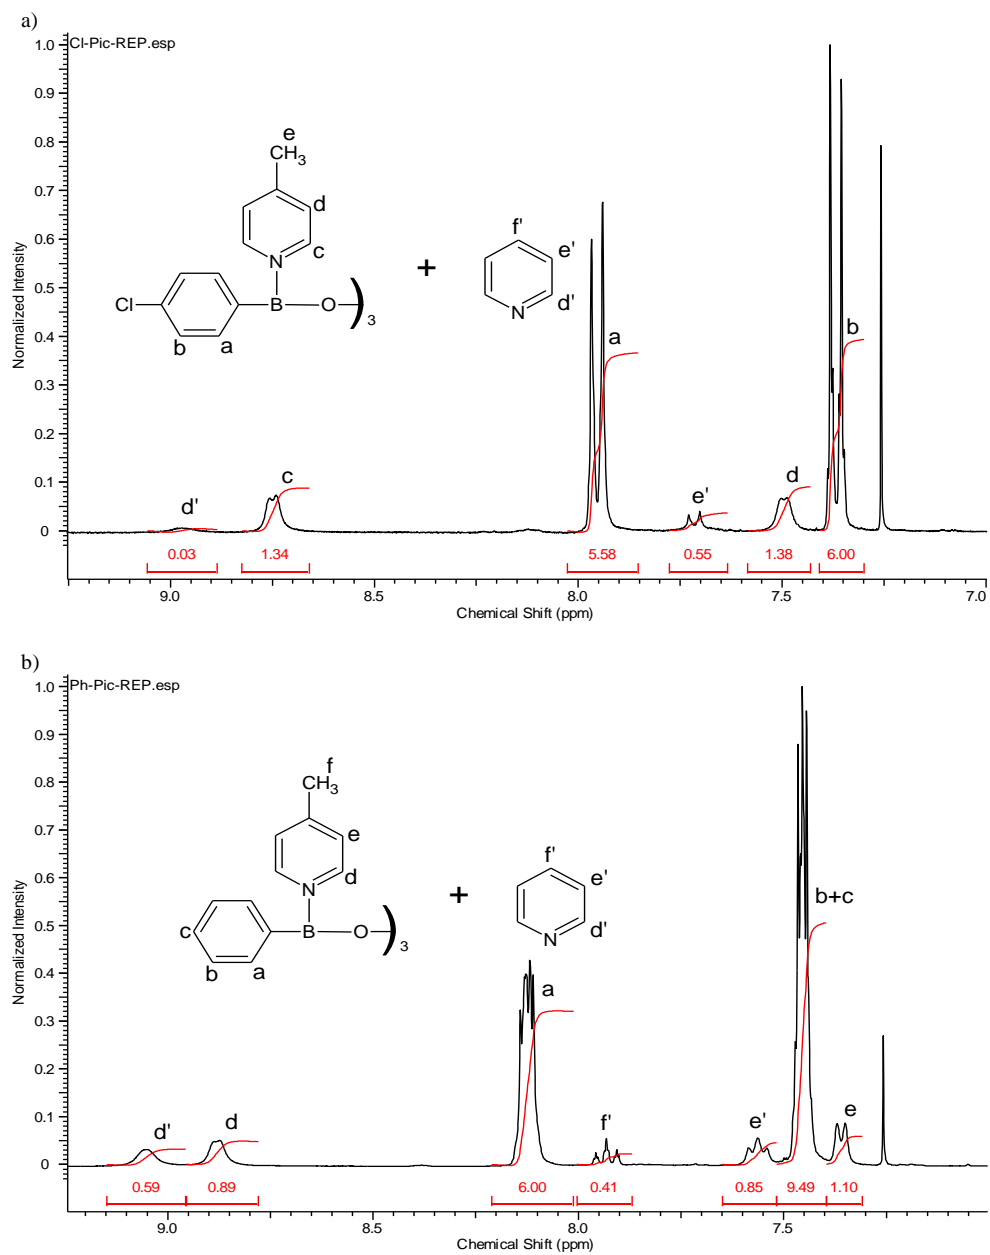 a)
Cl-Pic-REP.esp
1.0
0.9
0.8
0.7
0.6
0.5
0.4
0.3
0.2
0.1
0
Normalized Intensity
e
CH3
d
c
N
Cl
B
O
)3
b
a
+
f'
e'
d'
N
a
b
d'
c
e'
d
0.03
1.34
5.58
0.55
1.38
6.00
9.0
8.5
8.0
7.5
7.0
Chemical Shift (ppm)
b)
Ph-Pic-REP.esp
1.0
0.9
0.8
0.7
0.6
0.5
0.4
0.3
0.2
0.1
0
Normalized Intensity
f
CH3
e
d
N
c
B
O
)3
b
a
+
f'
e'
d'
N
b+c
a
d'
d
f'
e'
e
0.59
0.89
6.00
0.41
0.85
9.49
1.10
9.0
8.5
8.0
7.5
Chemical Shift (ppm)